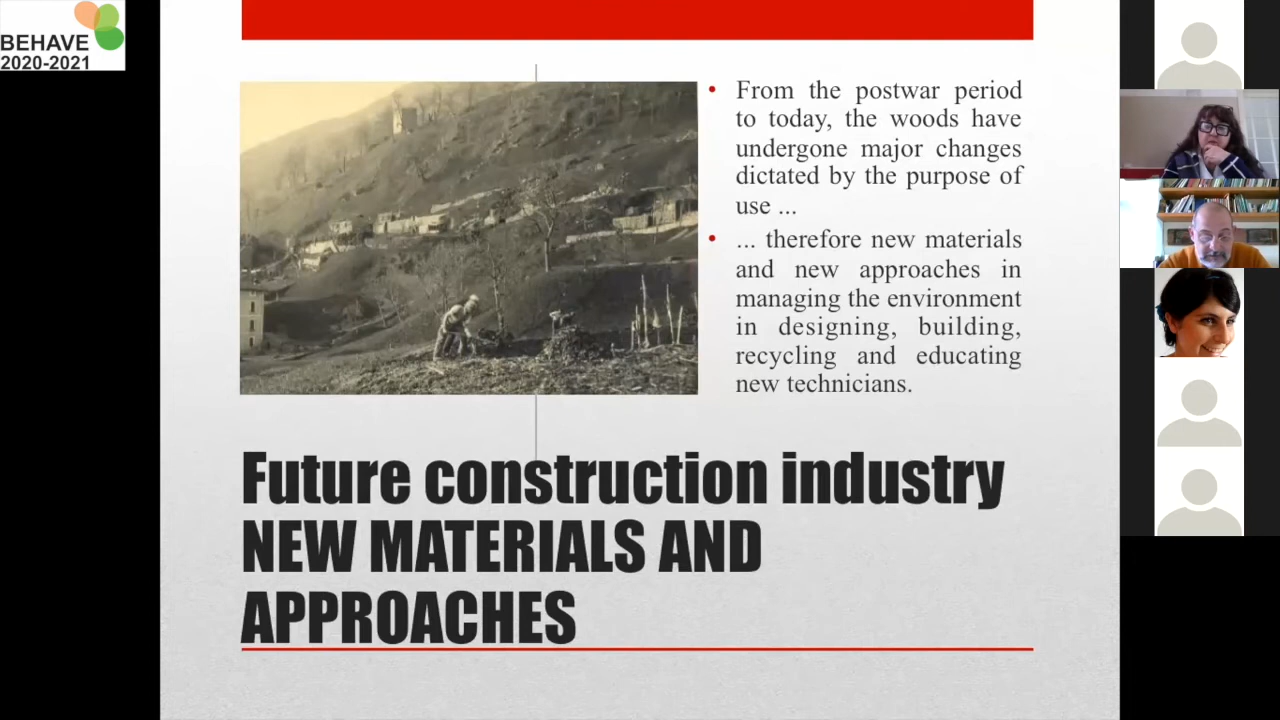 BEHAVE
2020-2021
• From the postwar period
to today, the woods have
undergone major changes
dictated by the purpose of
use ...
• ... therefore new materials
and new approaches in
managing the environment
in designing, building,
recycling and educating
new technicians.
Future construction industry
NEW MATERIALS AND
APPROACHES